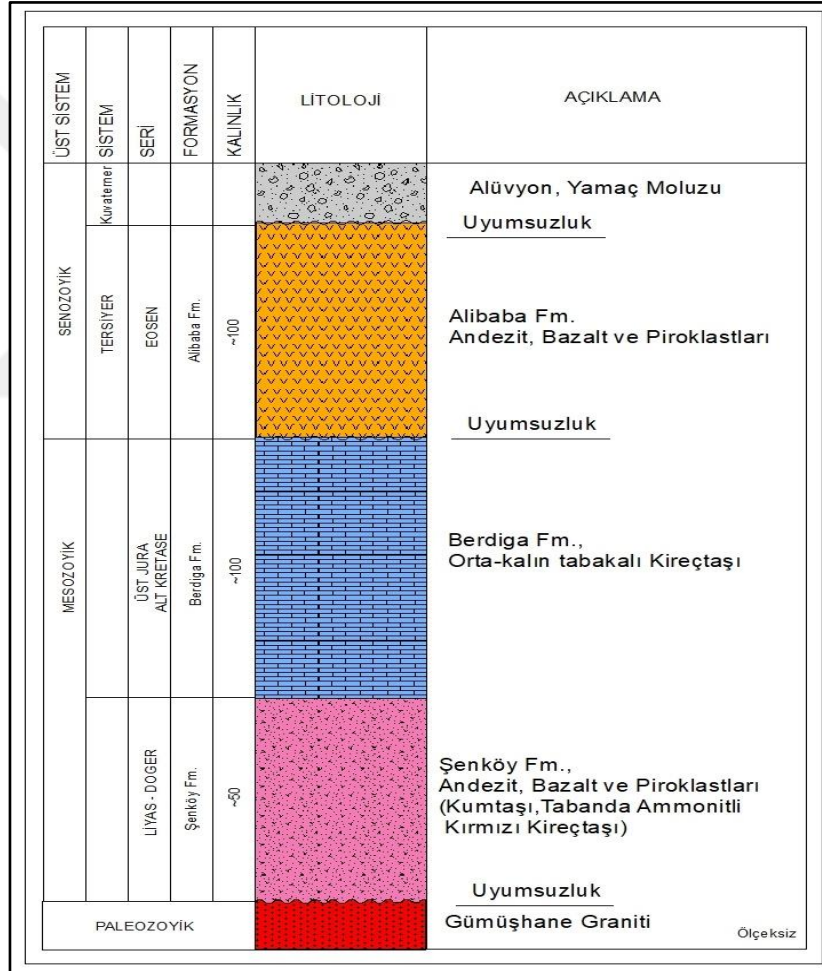 ÜST SİSTEM
SİSTEM
SERİ
FORMASYON
KALINLIK
LİTOLOJİ
AÇIKLAMA
SENOZOYİK
Kuvaterner
Alüvyon, Yamaç Moluzu
Uyumsuzluk
TERSİYER
EOSEN
Alibaba Fm.
~100
Alibaba Fm.
Andezit, Bazalt ve Piroklastları
Uyumsuzluk
MESOZOYİK
ÜST JURA
ALT KRETASE
Berdiga Fm.
~100
Berdiga Fm.,
Orta-kalın tabakalı Kireçtaşı
LİYAS - DOGER
Şenköy Fm.
~50
Şenköy Fm.,
Andezit, Bazalt ve Piroklastları
(Kumtaşı,Tabanda Ammonitli
Kırmızı Kireçtaşı)
Uyumsuzluk
PALEOZOYİK
Gümüşhane Graniti
Ölçeksiz